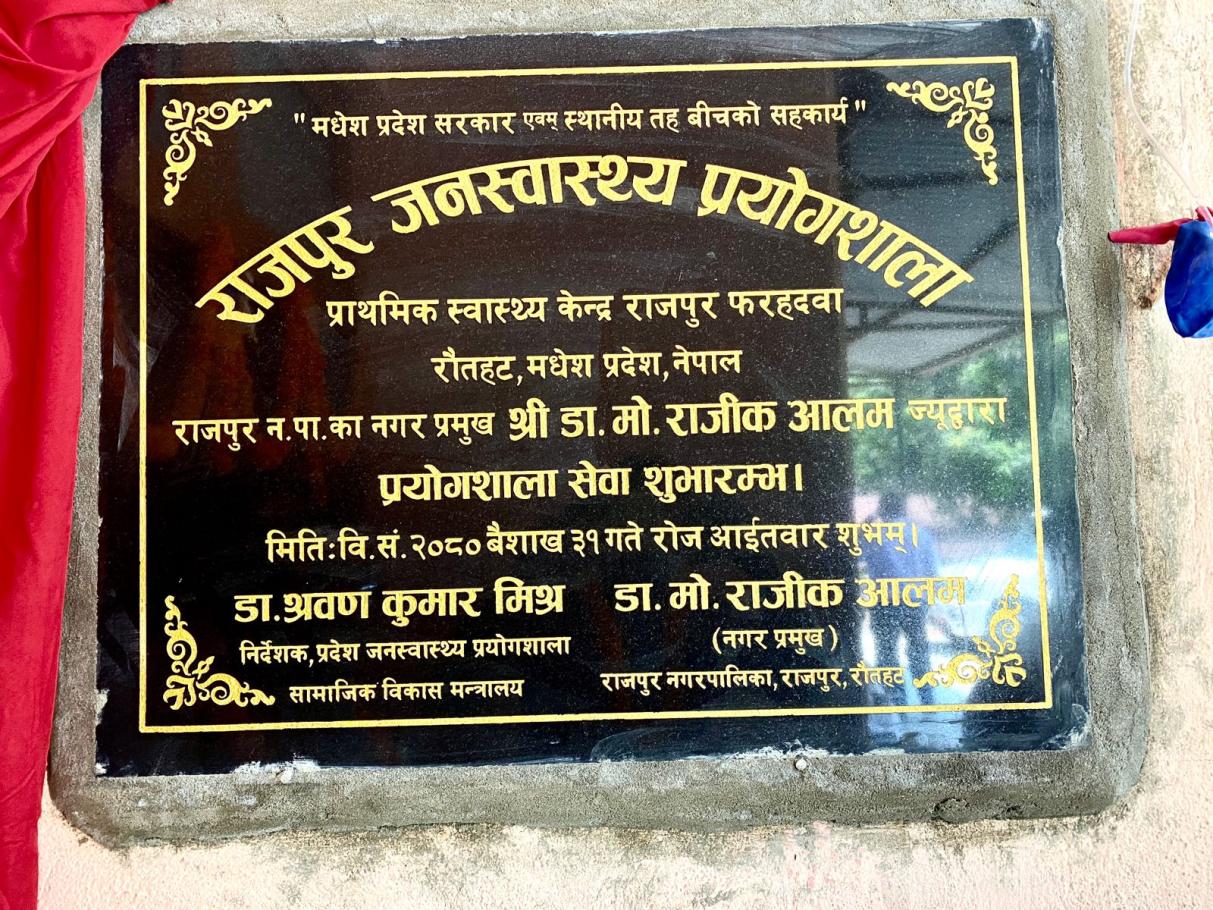 " मधेश प्रदेश सरकार एवम् स्थानीय तह बीचको सहकार्य "
राजपुर जनस्वास्थ्य प्रयोगशाला
प्राथमिक स्वास्थ्य केन्द्र राजपुर फरहदवा
रौतहट, मधेश प्रदेश, नेपाल
राजपुर न.पा.का नगर प्रमुख श्री डा. मो. राजीक आलम ज्यूद्वारा
प्रयोगशाला सेवा शुभारम्भ।
मिति:वि.सं.२०८० बैशाख ३१ गते रोज आईतवार शुभम्।
डा.श्रवण कुमार मिश्र
निर्देशक, प्रदेश जनस्वास्थ्य प्रयोगशाला
सामाजिक विकास मन्त्रालय
डा. मो. राजीक आलम
(नगर प्रमुख)
राजपुर नगरपालिका, राजपुर, रौतहट